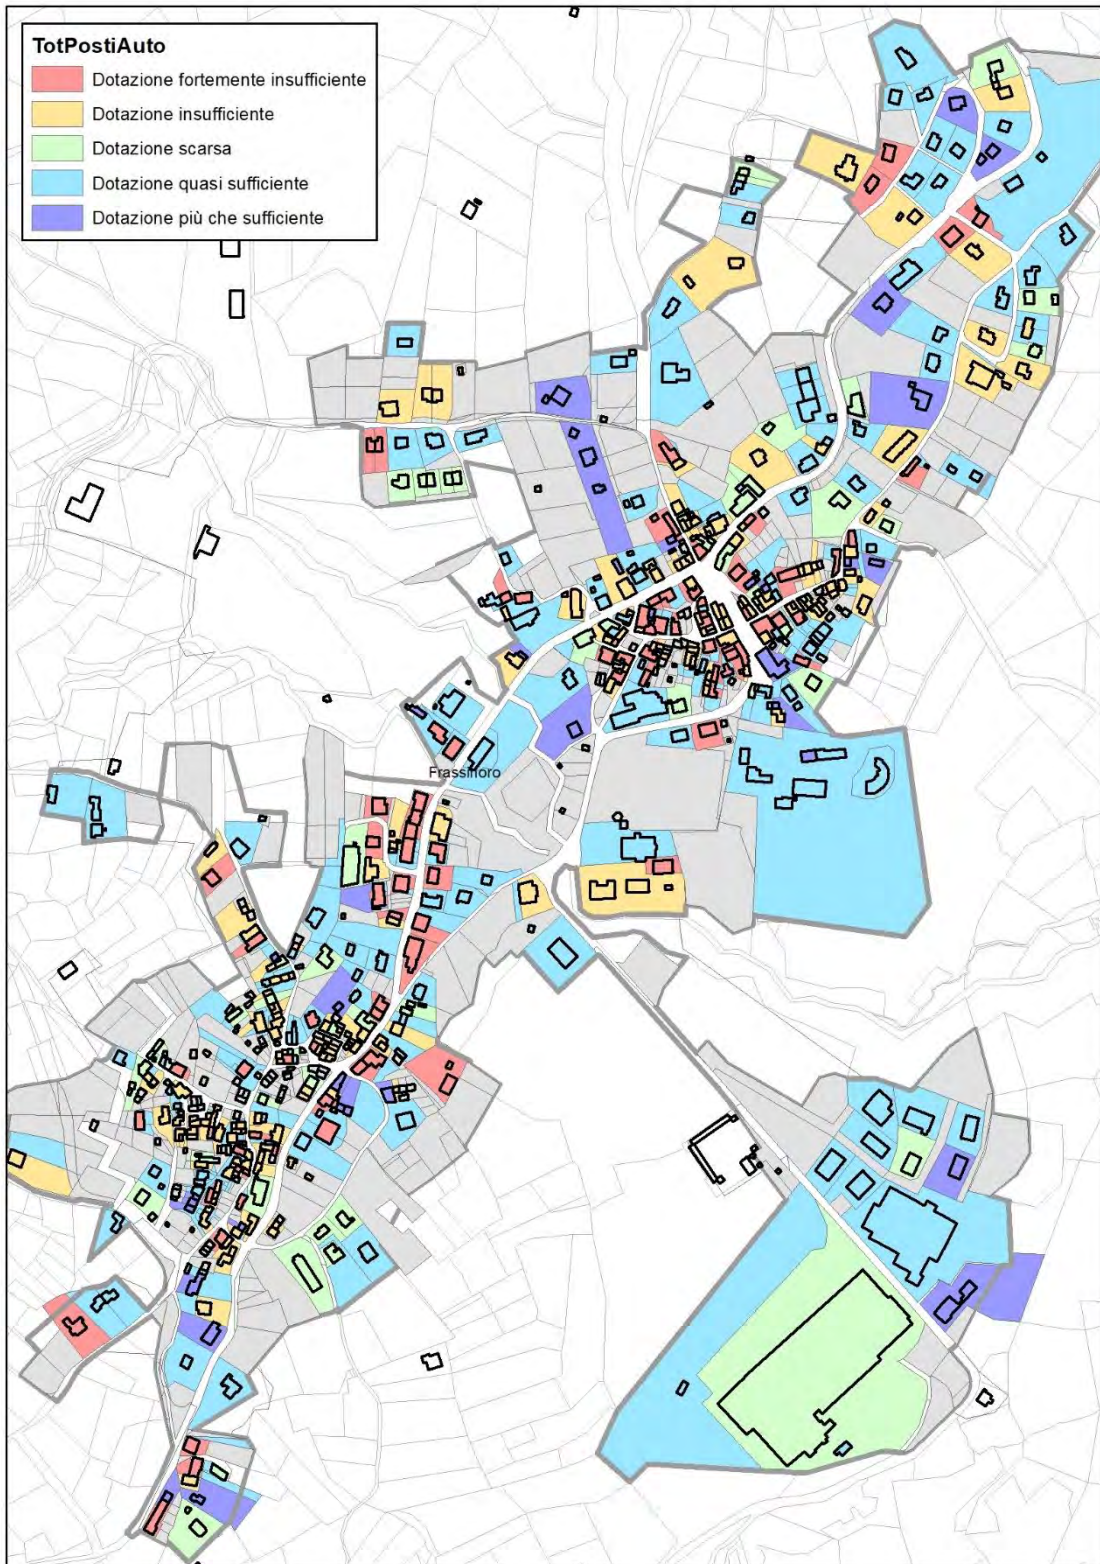 TotPostiAuto
Dotazione fortemente insufficiente
Dotazione insufficiente
Dotazione scarsa
Dotazione quasi sufficiente
Dotazione più che sufficiente
Frassinoro